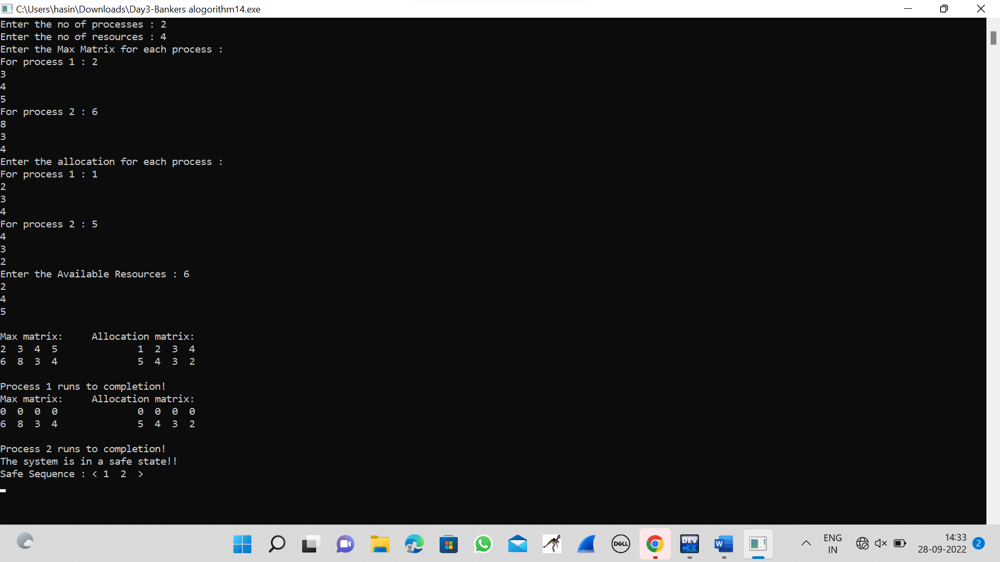 C:\Users\hasin\Downloads\Day3-Bankers alogorithm14.exe
Enter the no of processes : 2
Enter the no of resources : 4
Enter the Max Matrix for each process :
For process 1 : 2
3
4
5
For process 2 : 6
8
3
4
Enter the allocation for each process :
For process 1 : 1
2
3
4
For process 2 : 5
4
3
2
Enter the Available Resources : 6
2
4
5
Max matrix:     Allocation matrix:
2  3  4  5              1  2  3  4
6  8  3  4              5  4  3  2
Process 1 runs to completion!
Max matrix:     Allocation matrix:
0  0  0  0              0  0  0  0
6  8  3  4              5  4  3  2
Process 2 runs to completion!
The system is in a safe state!!
Safe Sequence : < 1  2  >
DELL
DEV
C++
W
ENG
IN
14:33
28-09-2022
2